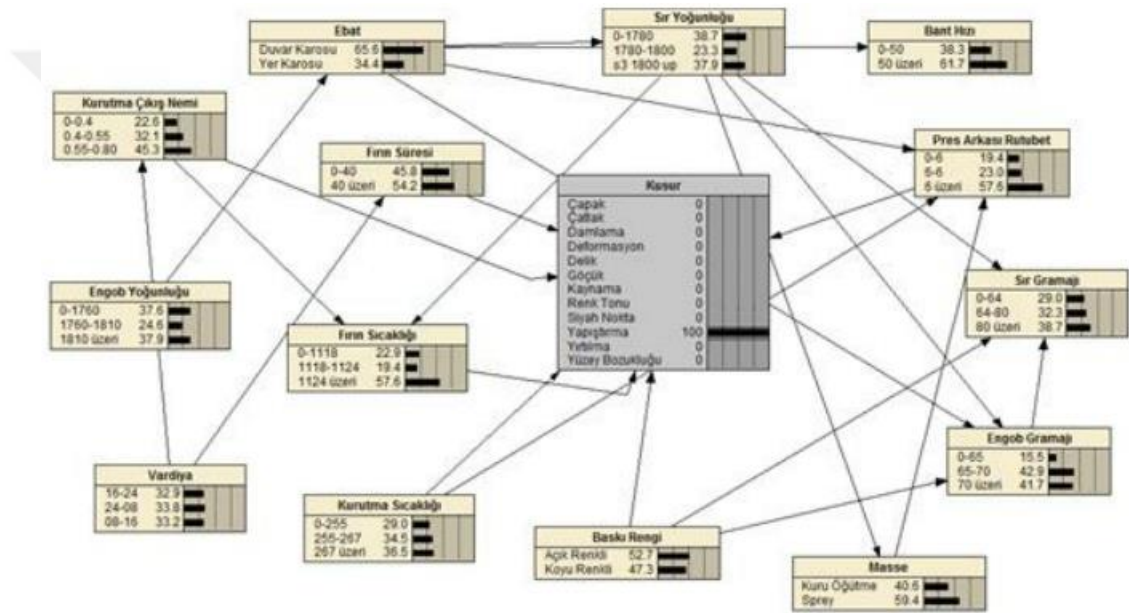 Ebat
Duvar Karosu 65.6
Yer Karosu 34.4
Sır Yoğunluğu
0-1780 38.7
1780-1800 23.3
s3 1800 up 37.9
Bant Hızı
0-50 38.3
50 üzeri 61.7
Kurutma Çıkış Nemi
0-0.4 22.6
0.4-0.55 32.1
0.55-0.80 45.3
Fırın Süresi
0-40 45.8
40 üzeri 54.2
Pres Arkası Rutubet
0-6 19.4
6-6 23.0
6 üzeri 57.6
Kusur
Çapak 0
Çatlak 0
Damlama 0
Deformasyon 0
Delik 0
Göçük 0
Kaynama 0
Renk Tonu 0
Siyah Nokta 0
Yapıştırma 100
Yırtılma 0
Yüzey Bozukluğu 0
Engob Yoğunluğu
0-1760 37.6
1760-1810 24.6
1810 üzeri 37.9
Sır Gramajı
0-64 29.0
64-80 32.3
80 üzeri 38.7
Fırın Sıcaklığı
0-1118 22.9
1118-1124 19.4
1124 üzeri 57.6
Engob Gramajı
0-65 15.5
65-70 42.9
70 üzeri 41.7
Vardiya
16-24 32.9
24-08 33.8
08-16 33.2
Kurutma Sıcaklığı
0-255 29.0
255-267 34.5
267 üzeri 36.5
Baskı Rengi
Açık Renkli 52.7
Koyu Renkli 47.3
Masse
Kuru Öğütme 40.6
Sprey 59.4